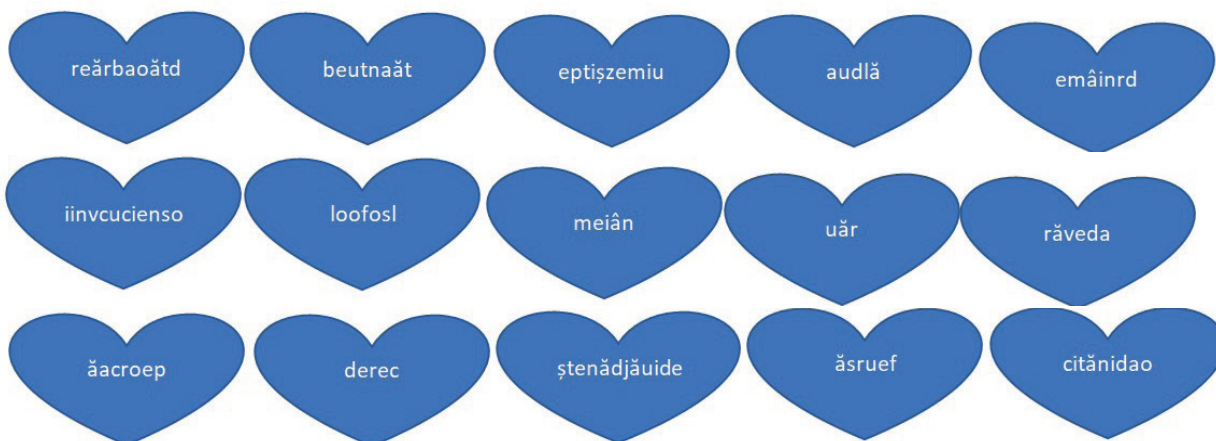 reărbaoătd beutnaăt eptișzemiu audlă emâinrd
iinvcucienso loofosl meiân uăr răveda
ăacroep derec ștenădjăuide ăsruef citănidao